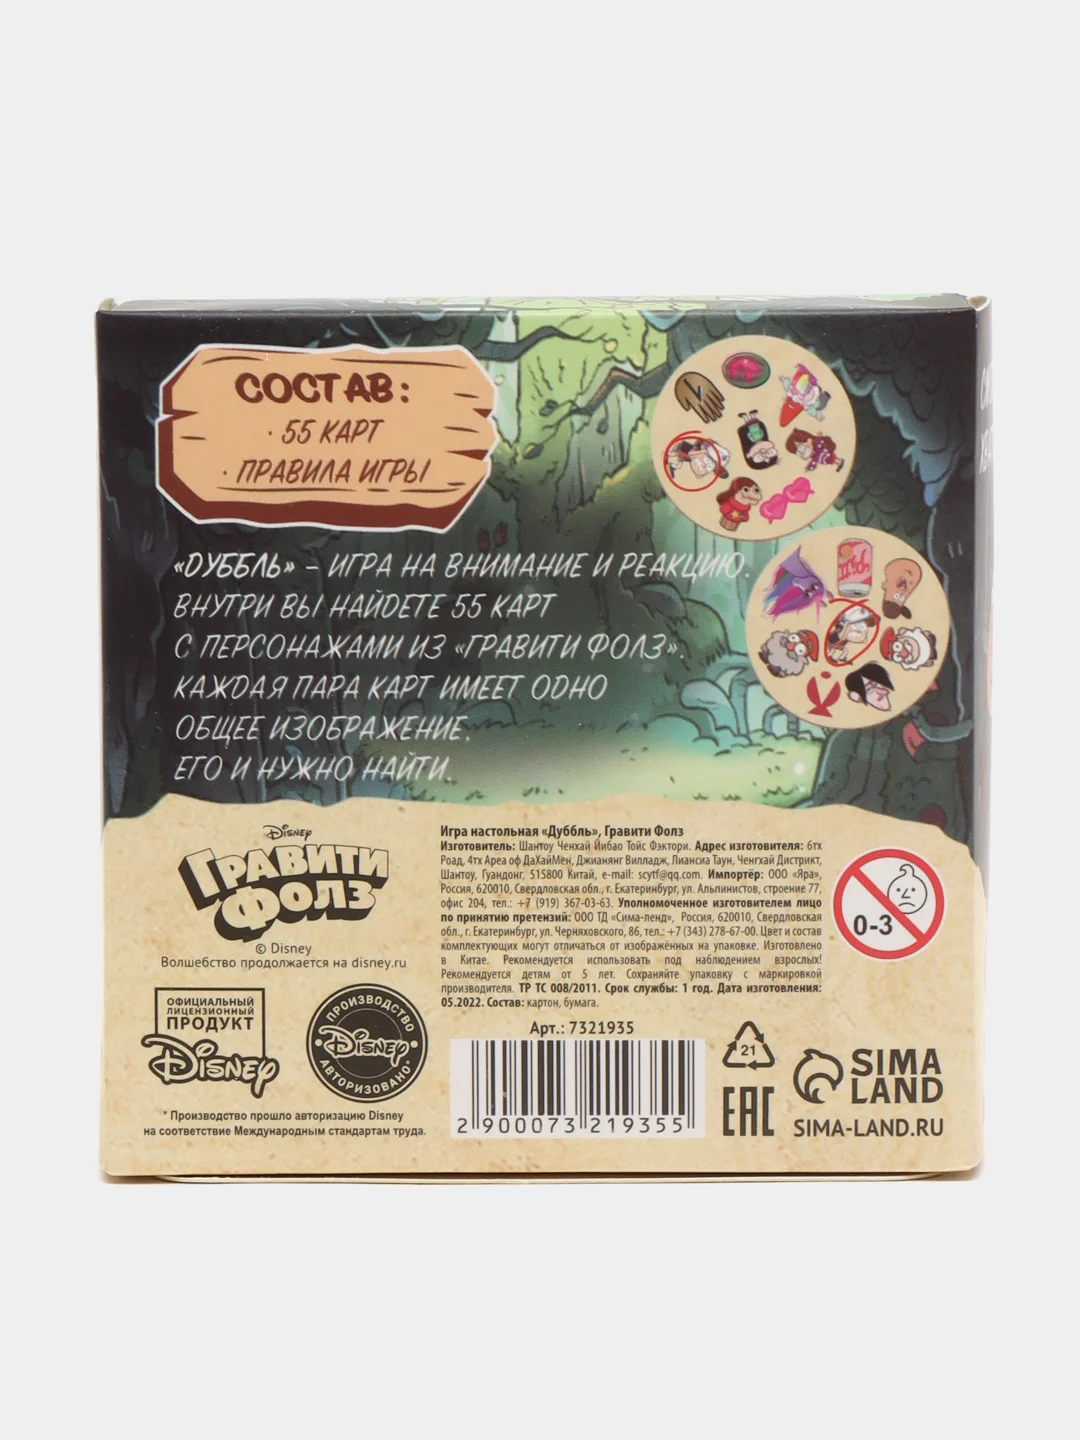 СОСТАВ:
· 55 КАРТ
· ПРАВИЛА ИГРЫ
«ДУББЛЬ» – ИГРА НА ВНИМАНИЕ И РЕАКЦИЮ.
ВНУТРИ ВЫ НАЙДЕТЕ 55 КАРТ
С ПЕРСОНАЖАМИ ИЗ «ГРАВИТИ ФОЛЗ».
КАЖДАЯ ПАРА КАРТ ИМЕЕТ ОДНО
ОБЩЕЕ ИЗОБРАЖЕНИЕ.
ЕГО И НУЖНО НАЙТИ.
Disney
ГРАВИТИ
ФОЛЗ
© Disney
Волшебство продолжается на disney.ru
ОФИЦИАЛЬНЫЙ
ЛИЦЕНЗИОННЫЙ
ПРОДУКТ
Disney
ПРОИЗВОДСТВО
Disney
АВТОРИЗОВАНО*
* Производство прошло авторизацию Disney
на соответствие Международным стандартам труда.
Игра настольная «Дуббль», Гравити Фолз
Изготовитель: Шантоу Ченхай Йибао Тойс Фэктори. Адрес изготовителя: 6тх
Роад, 4тх Ареа оф ДаХайМен, Джианянг Вилладж, Лиансиа Таун, Ченгхай Дистрикт,
Шантоу, Гуандонг, 515800 Китай, e-mail: scytf@qq.com. Импортёр: ООО «Яра»,
Россия, 620010, Свердловская обл., г. Екатеринбург, ул. Альпинистов, строение 77,
офис 204, тел.: +7 (919) 367-03-63. Уполномоченное изготовителем лицо
по принятию претензий: ООО ТД «Сима-ленд», Россия, 620010, Свердловская
обл., г. Екатеринбург, ул. Черняховского, 86, тел.: +7 (343) 278-67-00. Цвет и состав
комплектующих могут отличаться от изображённых на упаковке. Изготовлено
в Китае. Рекомендуется использовать под наблюдением взрослых!
Рекомендуется детям от 5 лет. Сохраняйте упаковку с маркировкой
производителя. ТР ТС 008/2011. Срок службы: 1 год. Дата изготовления:
05.2022. Состав: картон, бумага.
Арт.: 7321935
2 900073 219355
0-3
21
EAC
SIMA
LAND
SIMA-LAND.RU